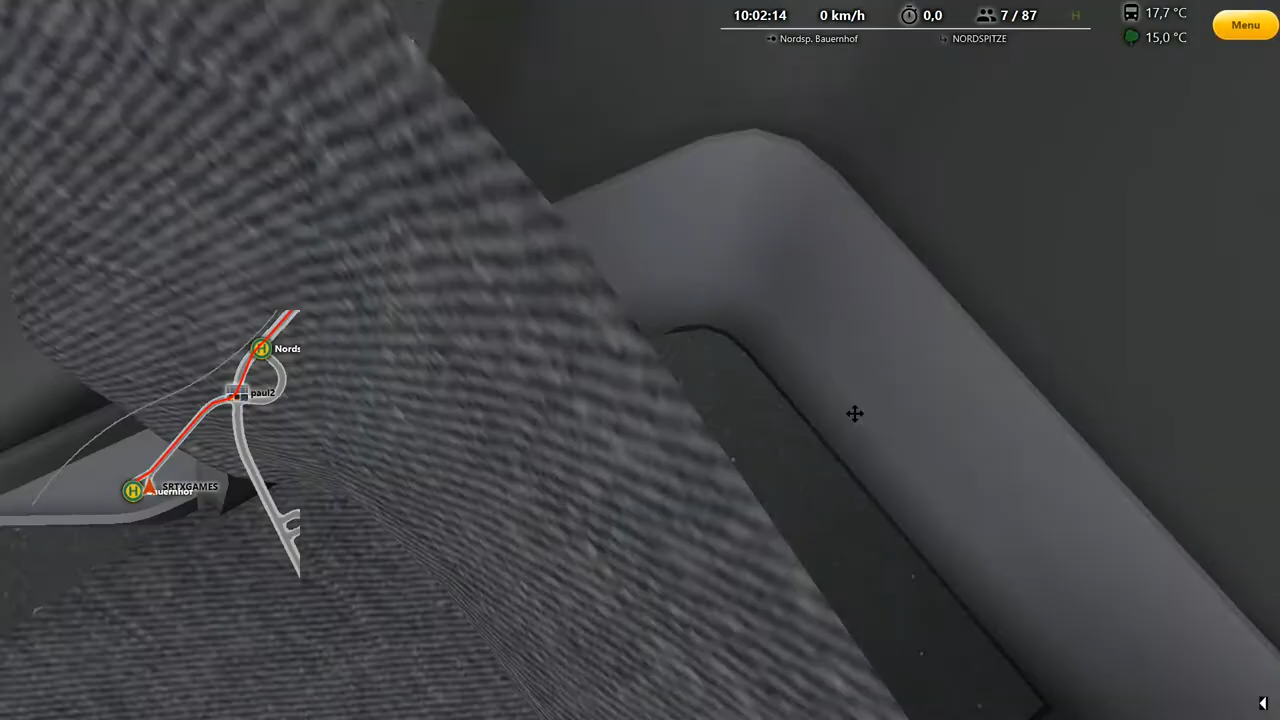 10:02:14 0 km/h 0,0 7 / 87 H 17,7 °C Menu
Nordsp. Bauernhof NORDSPITZE 15,0 °C
H Nords
paul2
SRTXGAMES
H auernhof